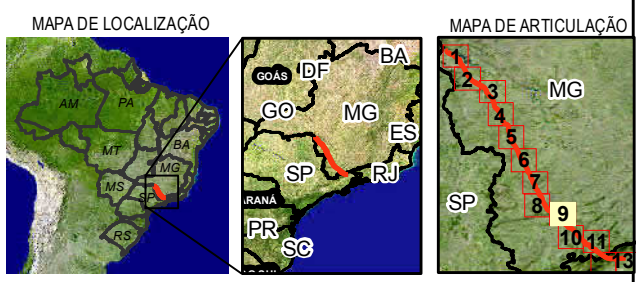 MAPA DE LOCALIZAÇÃO
AM
PA
MT
BA
MS
MG
SP
RS
GOÁS
DF
BA
GO
MG
ES
SP
RJ
ARANÁ
PR
SC
MAPA DE ARTICULAÇÃO
1
2
3
MG
4
5
6
7
SP
8
9
10
11
13